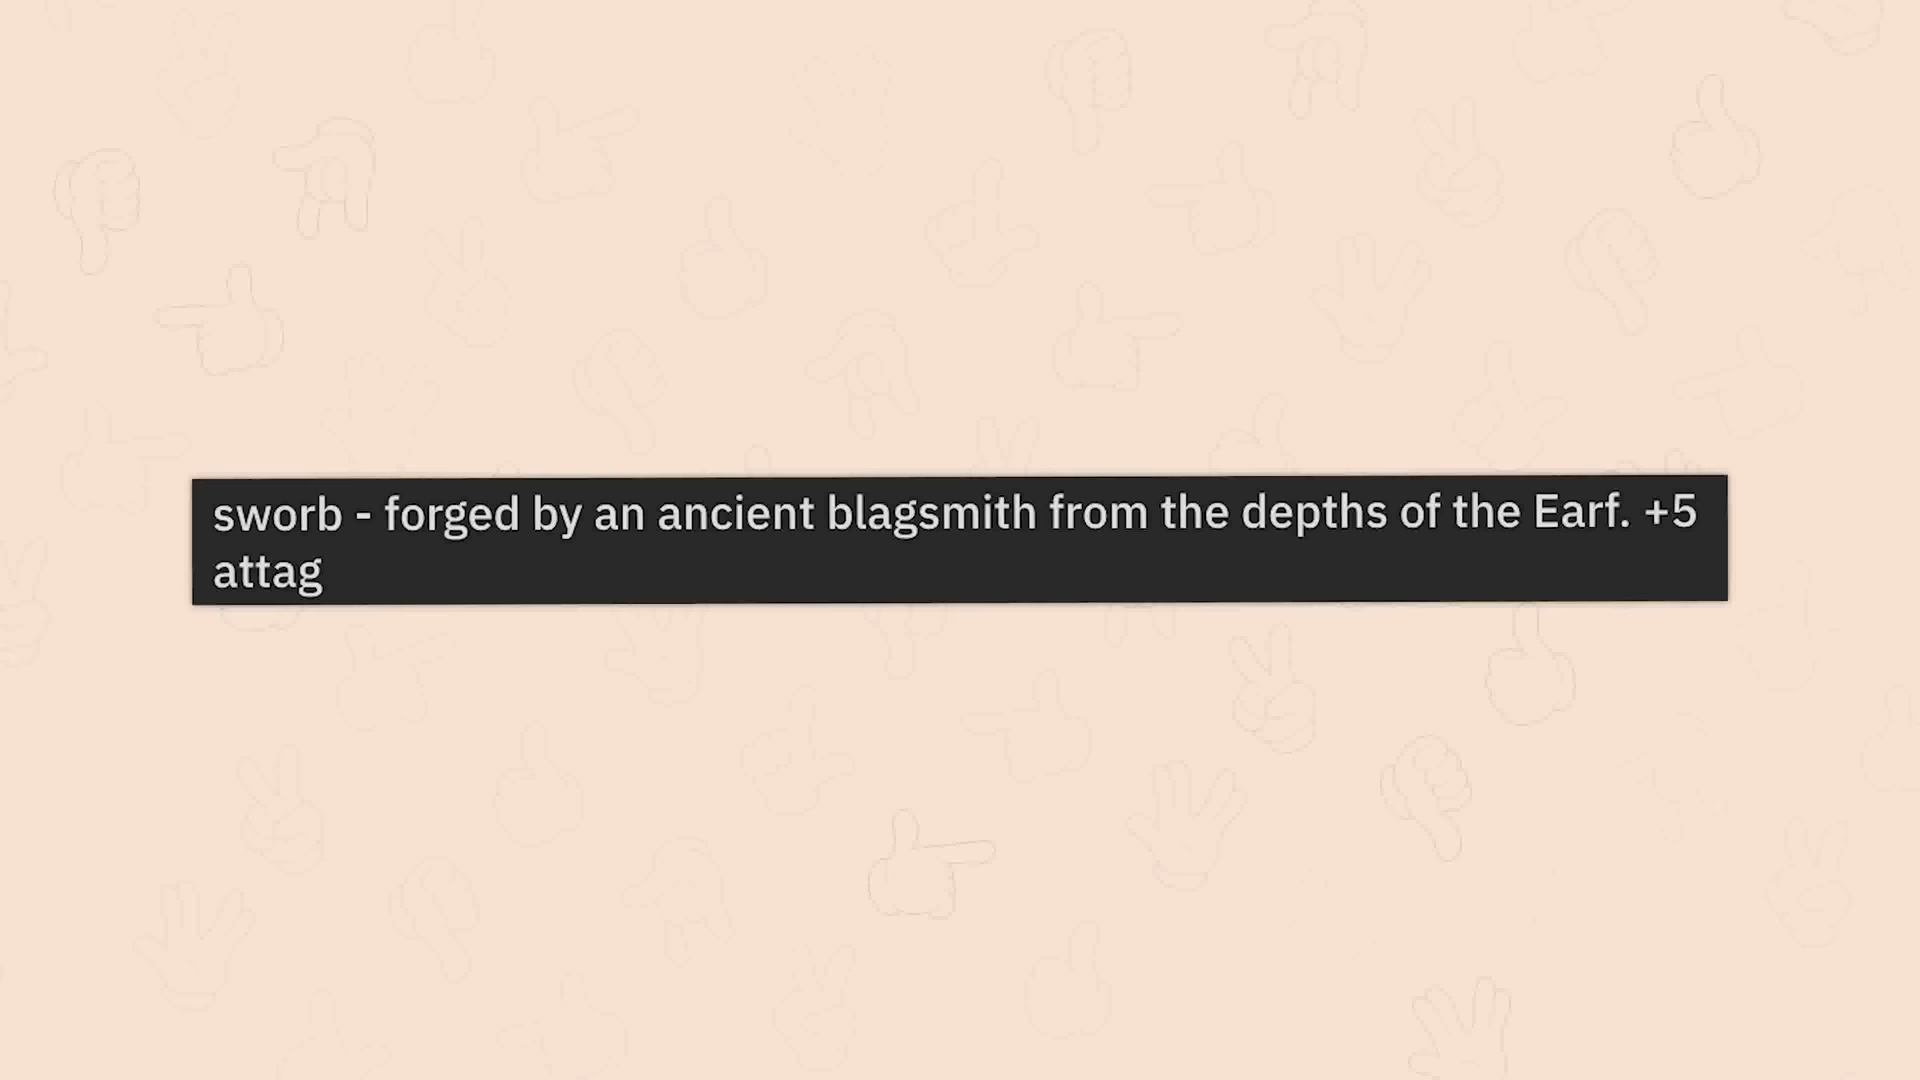 sworb - forged by an ancient blagsmith from the depths of the Earf. +5
attag